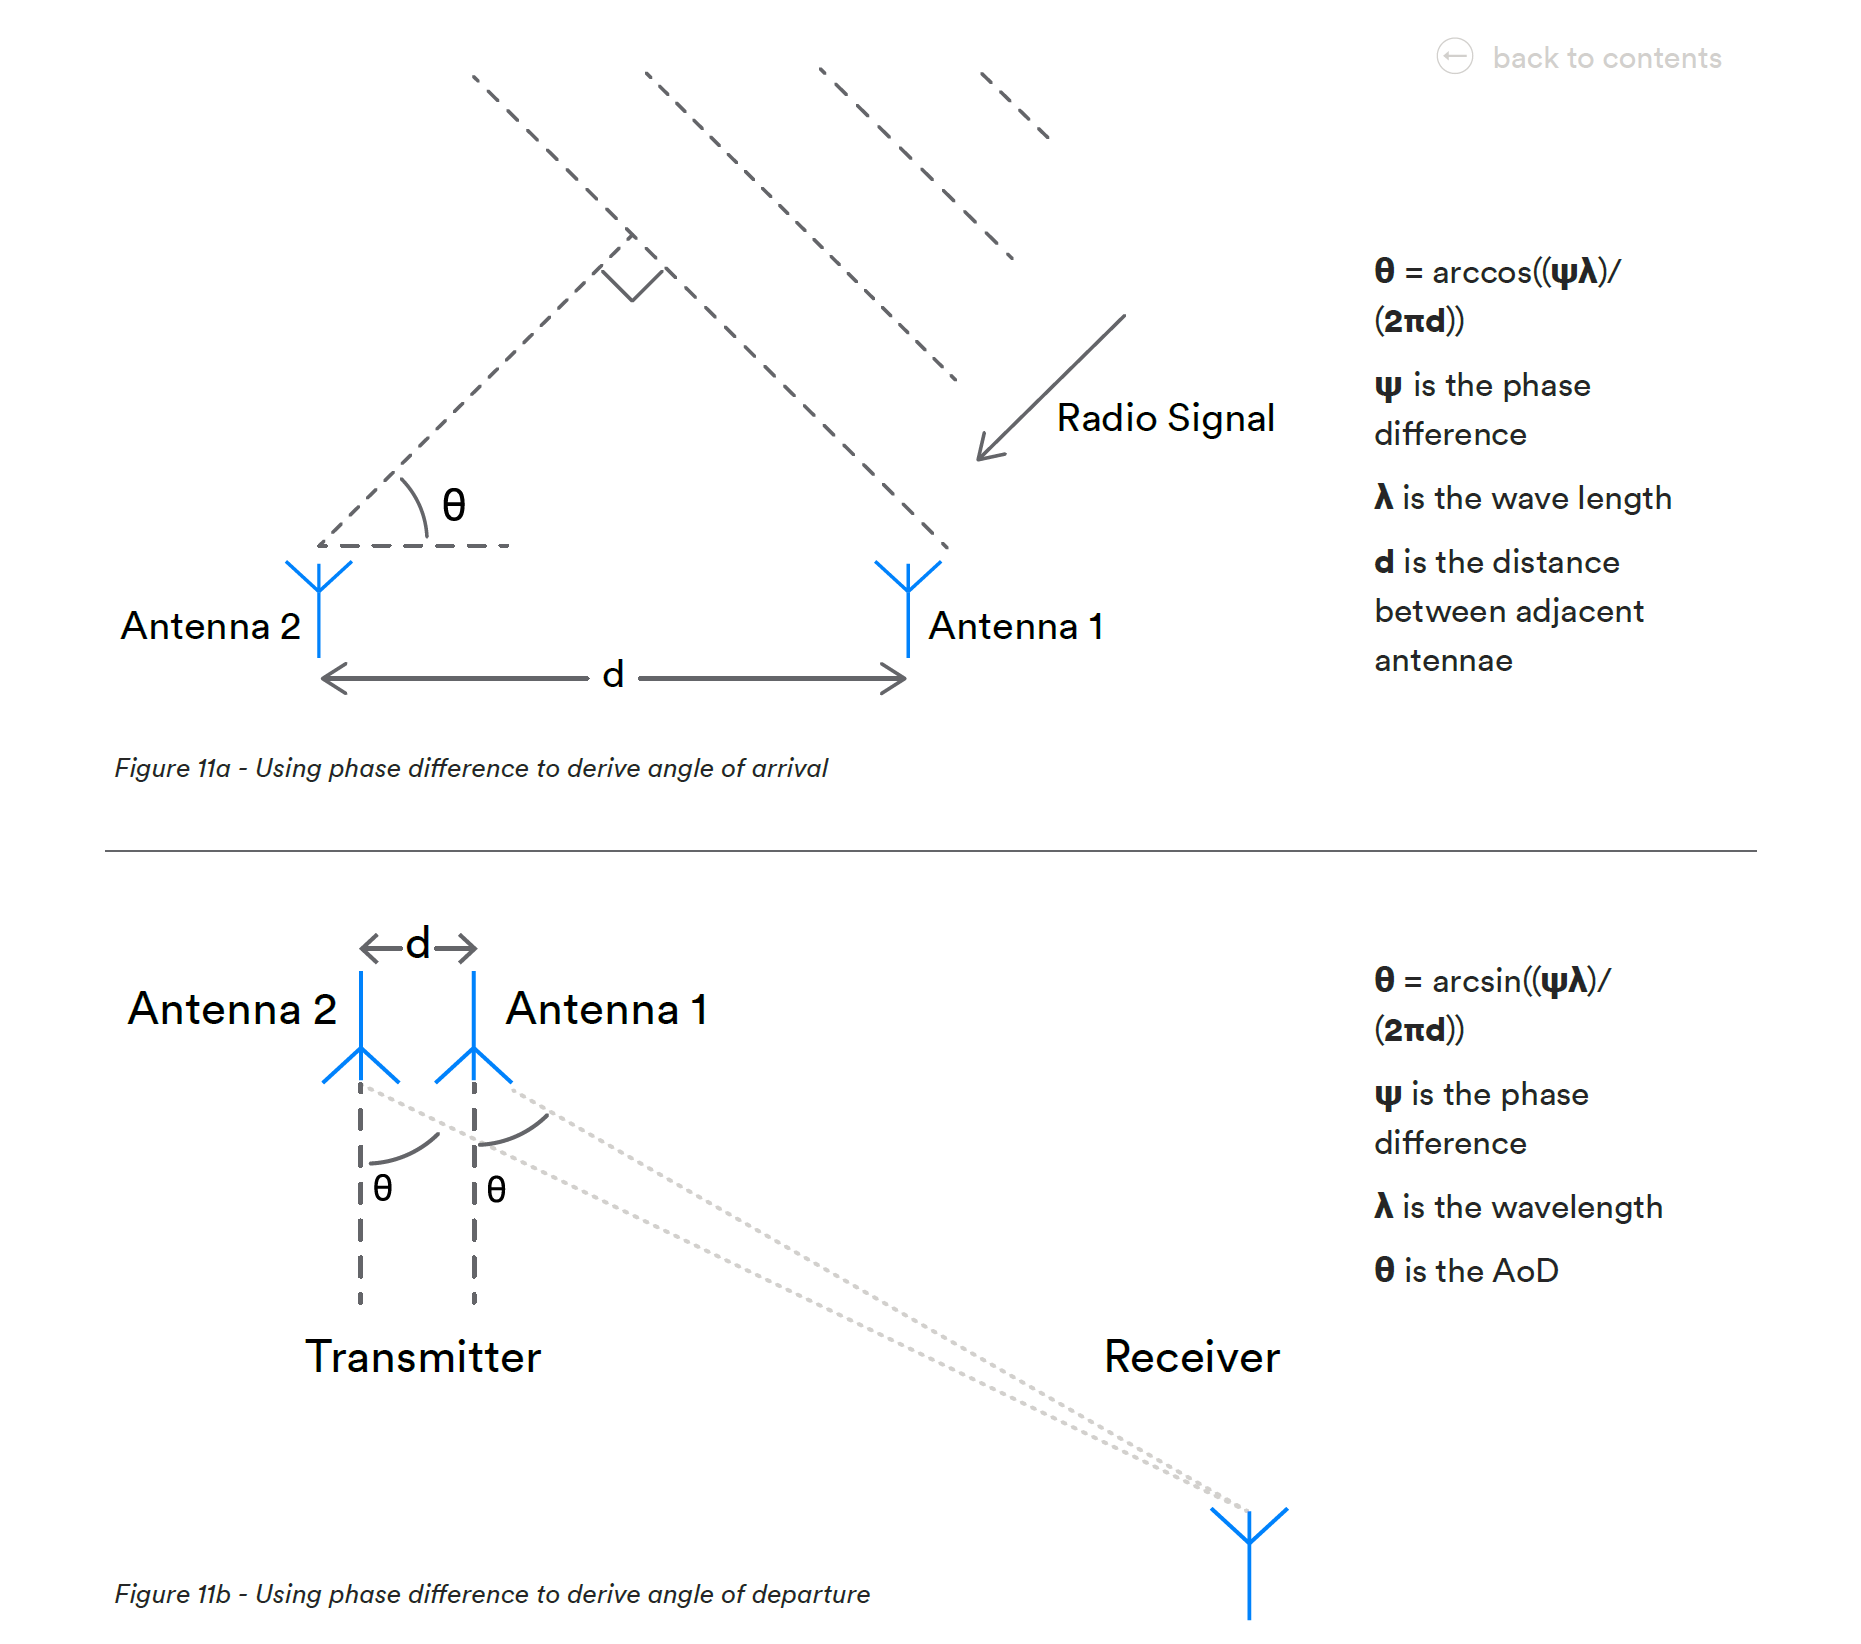 back to contents
θ = arccos((ψλ)/
(2πd))
ψ is the phase
difference
Radio Signal
λ is the wave length
θ
d is the distance
between adjacent
antennae
Antenna 2
Antenna 1
d
Figure 11a - Using phase difference to derive angle of arrival
d
Antenna 2
Antenna 1
θ = arcsin((ψλ)/
(2πd))
ψ is the phase
difference
λ is the wavelength
θ is the AoD
θ
θ
Transmitter
Receiver
Figure 11b - Using phase difference to derive angle of departure